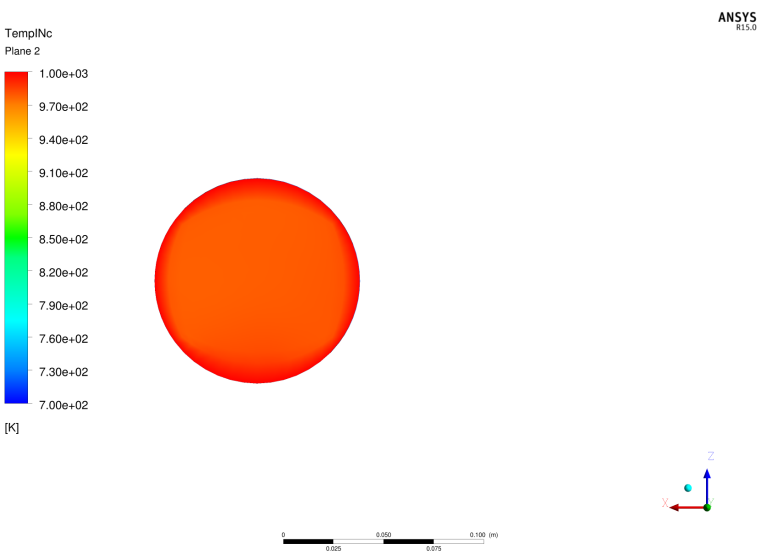 ANSYS
R15.0
TempINc
Plane 2
1.00e+03
9.70e+02
9.40e+02
9.10e+02
8.80e+02
8.50e+02
8.20e+02
7.90e+02
7.60e+02
7.30e+02
7.00e+02
[K]
Z
X
0 0.050 0.100 (m)
0.025 0.075